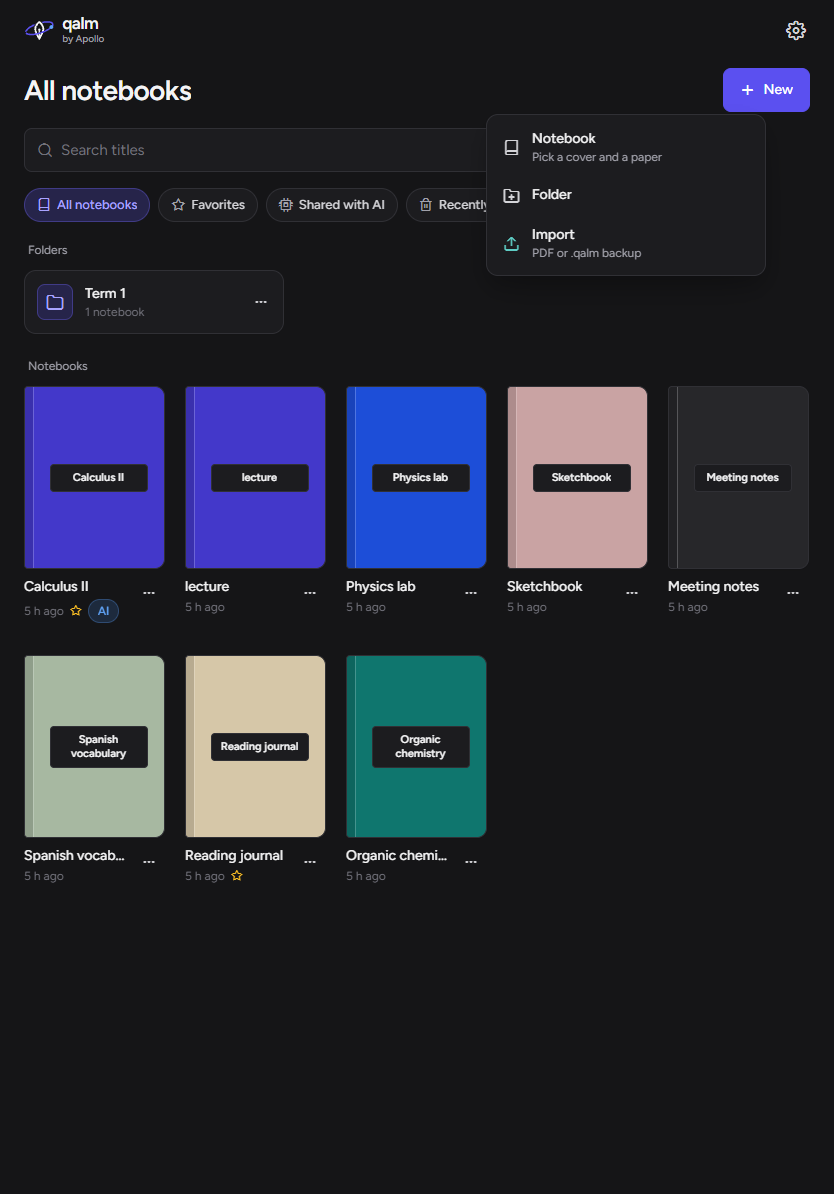 qalm
by Apollo
All notebooks
+ New
Search titles
Notebook
Pick a cover and a paper
Folder
Import
PDF or .qalm backup
All notebooks
Favorites
Shared with AI
Recently
Folders
Term 1
1 notebook
...
Notebooks
Calculus II
lecture
Physics lab
Sketchbook
Meeting notes
Calculus II
...
5 h ago
AI
lecture
...
5 h ago
Physics lab
...
5 h ago
Sketchbook
...
5 h ago
Meeting notes
...
5 h ago
Spanish
vocabulary
Reading journal
Organic
chemistry
Spanish vocab...
...
5 h ago
Reading journal
...
5 h ago
Organic chemi...
...
5 h ago